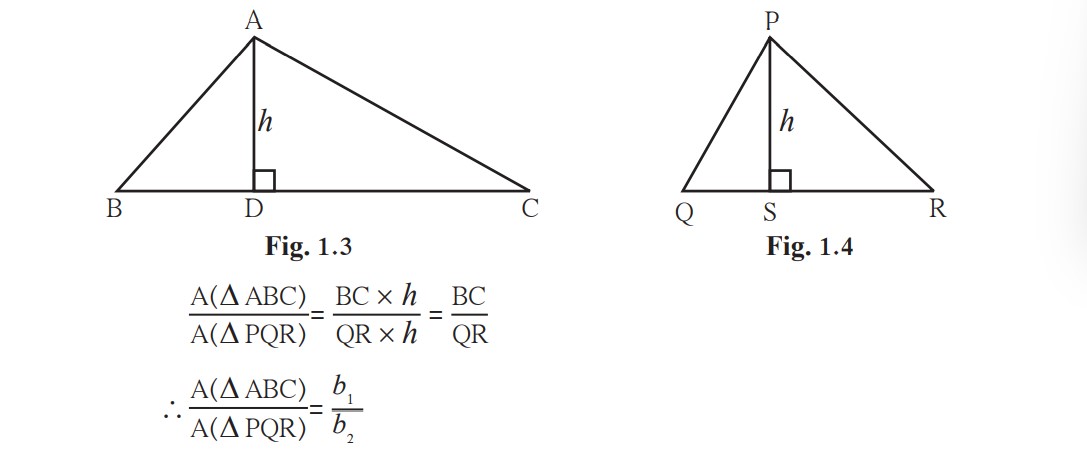 A
P
h
h
B
D
C
Q
S
R
Fig. 1.3
Fig. 1.4
A(Δ ABC)/A(Δ PQR) = BC × h/QR × h = BC/QR
∴ A(Δ ABC)/A(Δ PQR) = b₁/b₂